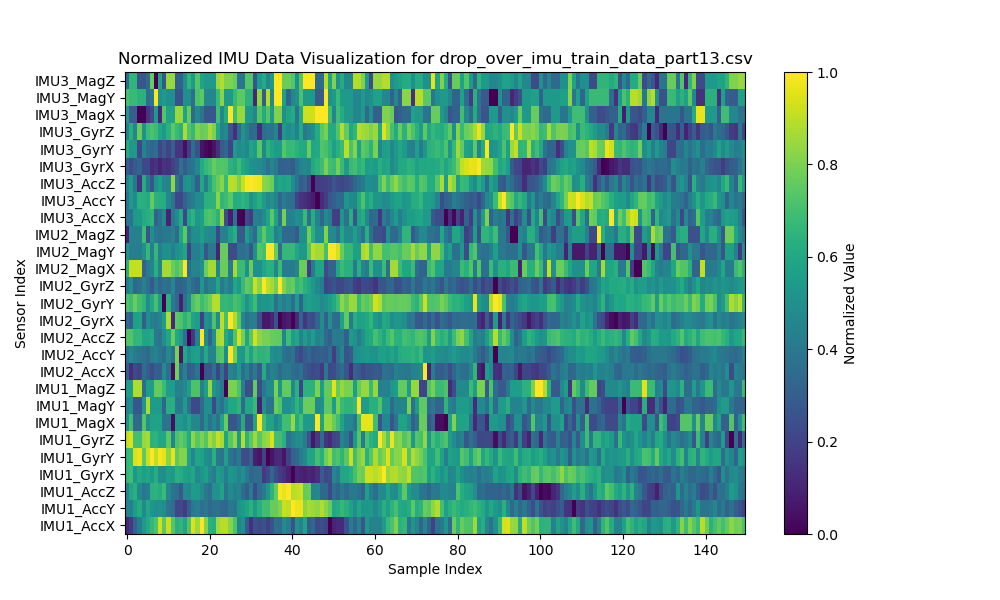 Normalized IMU Data Visualization for drop_over_imu_train_data_part13.csv
IMU3_MagZ
IMU3_MagY
IMU3_MagX
IMU3_GyrZ
IMU3_GyrY
IMU3_GyrX
IMU3_AccZ
IMU3_AccY
IMU3_AccX
IMU2_MagZ
IMU2_MagY
IMU2_MagX
IMU2_GyrZ
IMU2_GyrY
IMU2_GyrX
IMU2_AccZ
IMU2_AccY
IMU2_AccX
IMU1_MagZ
IMU1_MagY
IMU1_MagX
IMU1_GyrZ
IMU1_GyrY
IMU1_GyrX
IMU1_AccZ
IMU1_AccY
IMU1_AccX
Sensor Index
0 20 40 60 80 100 120 140
Sample Index
1.0
0.8
0.6
0.4
0.2
0.0
Normalized Value